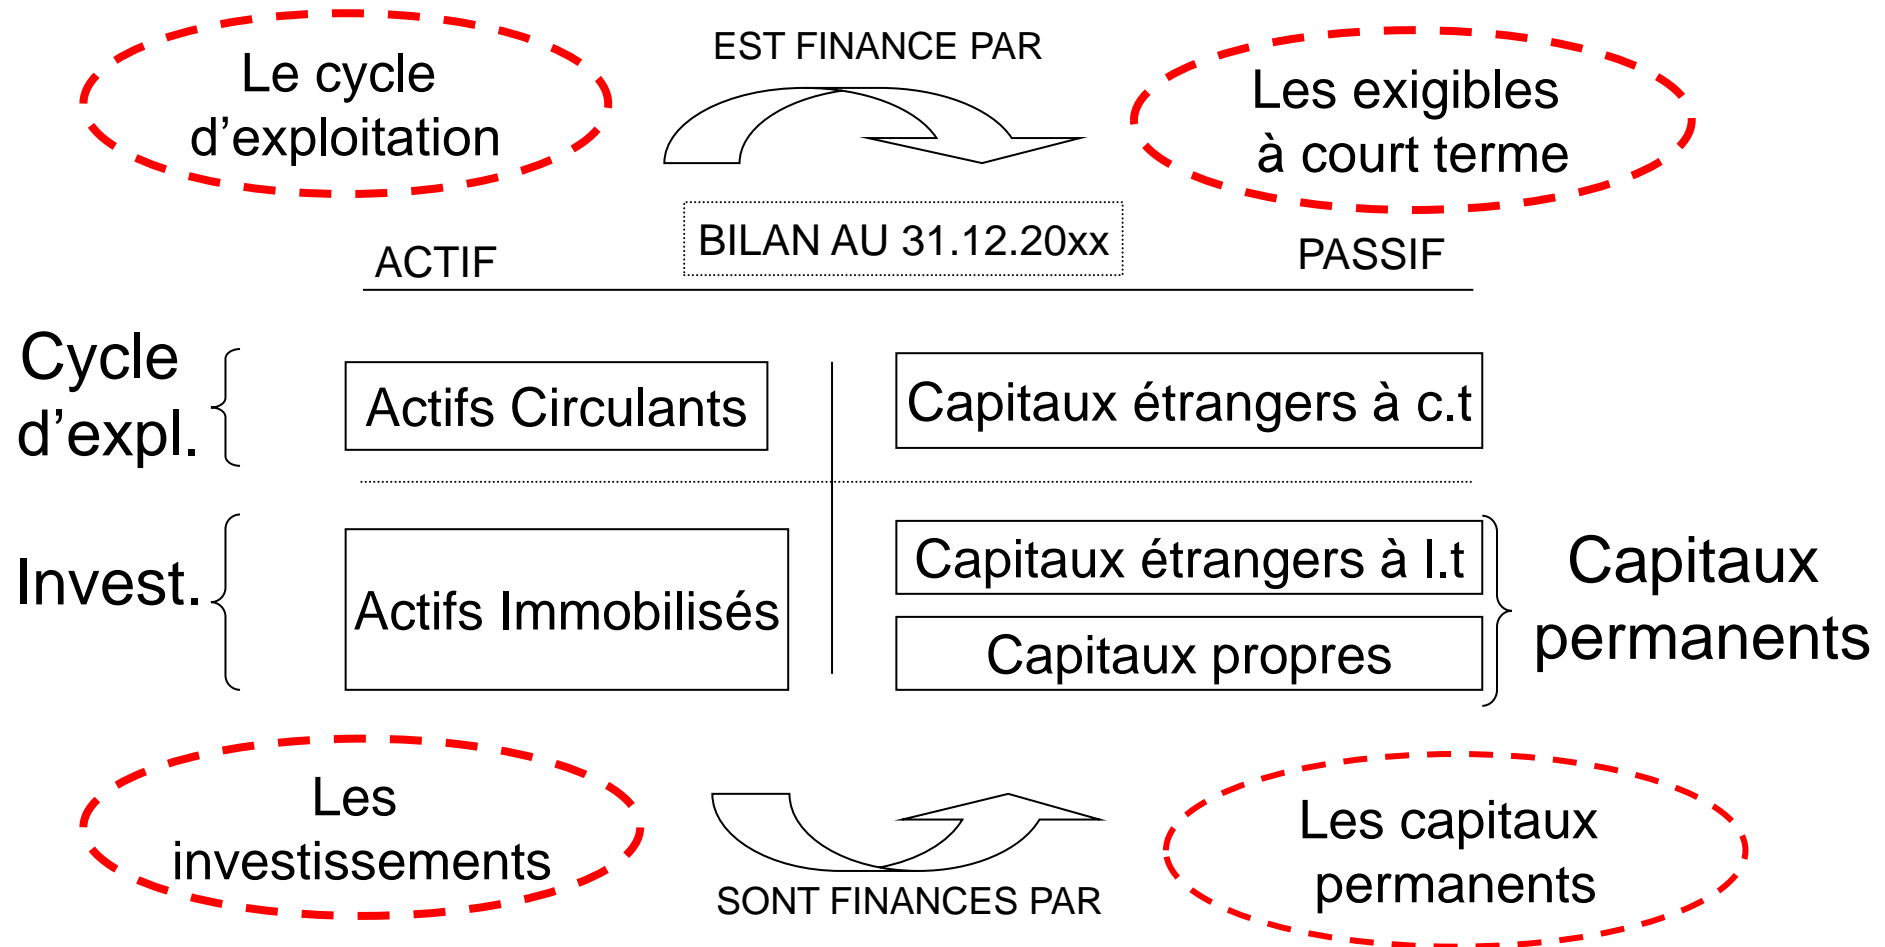 Le cycle
d’exploitation
EST FINANCE PAR
Les exigibles
à court terme
BILAN AU 31.12.20xx
ACTIF
PASSIF
Cycle
d’expl.
Actifs Circulants
Capitaux étrangers à c.t
Invest.
Actifs Immobilisés
Capitaux étrangers à l.t
Capitaux propres
Capitaux
permanents
Les
investissements
SONT FINANCES PAR
Les capitaux
permanents